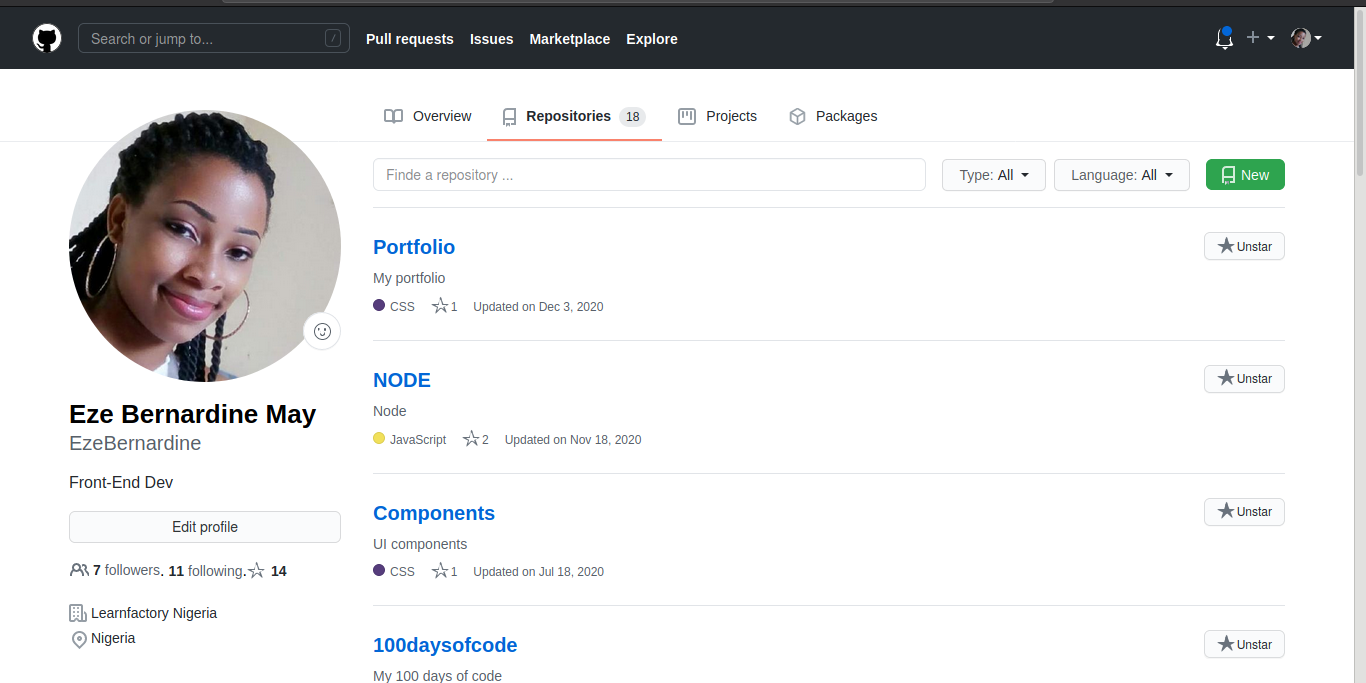 Search or jump to... /
Pull requests Issues Marketplace Explore
Overview Repositories 18 Projects Packages
Finde a repository ... Type: All Language: All New
Portfolio Unstar
My portfolio
CSS 1 Updated on Dec 3, 2020
NODE Unstar
Node
JavaScript 2 Updated on Nov 18, 2020
Components Unstar
UI components
CSS 1 Updated on Jul 18, 2020
100daysofcode Unstar
My 100 days of code
Eze Bernardine May
EzeBernardine
Front-End Dev
Edit profile
7 followers. 11 following. 14
Learnfactory Nigeria
Nigeria